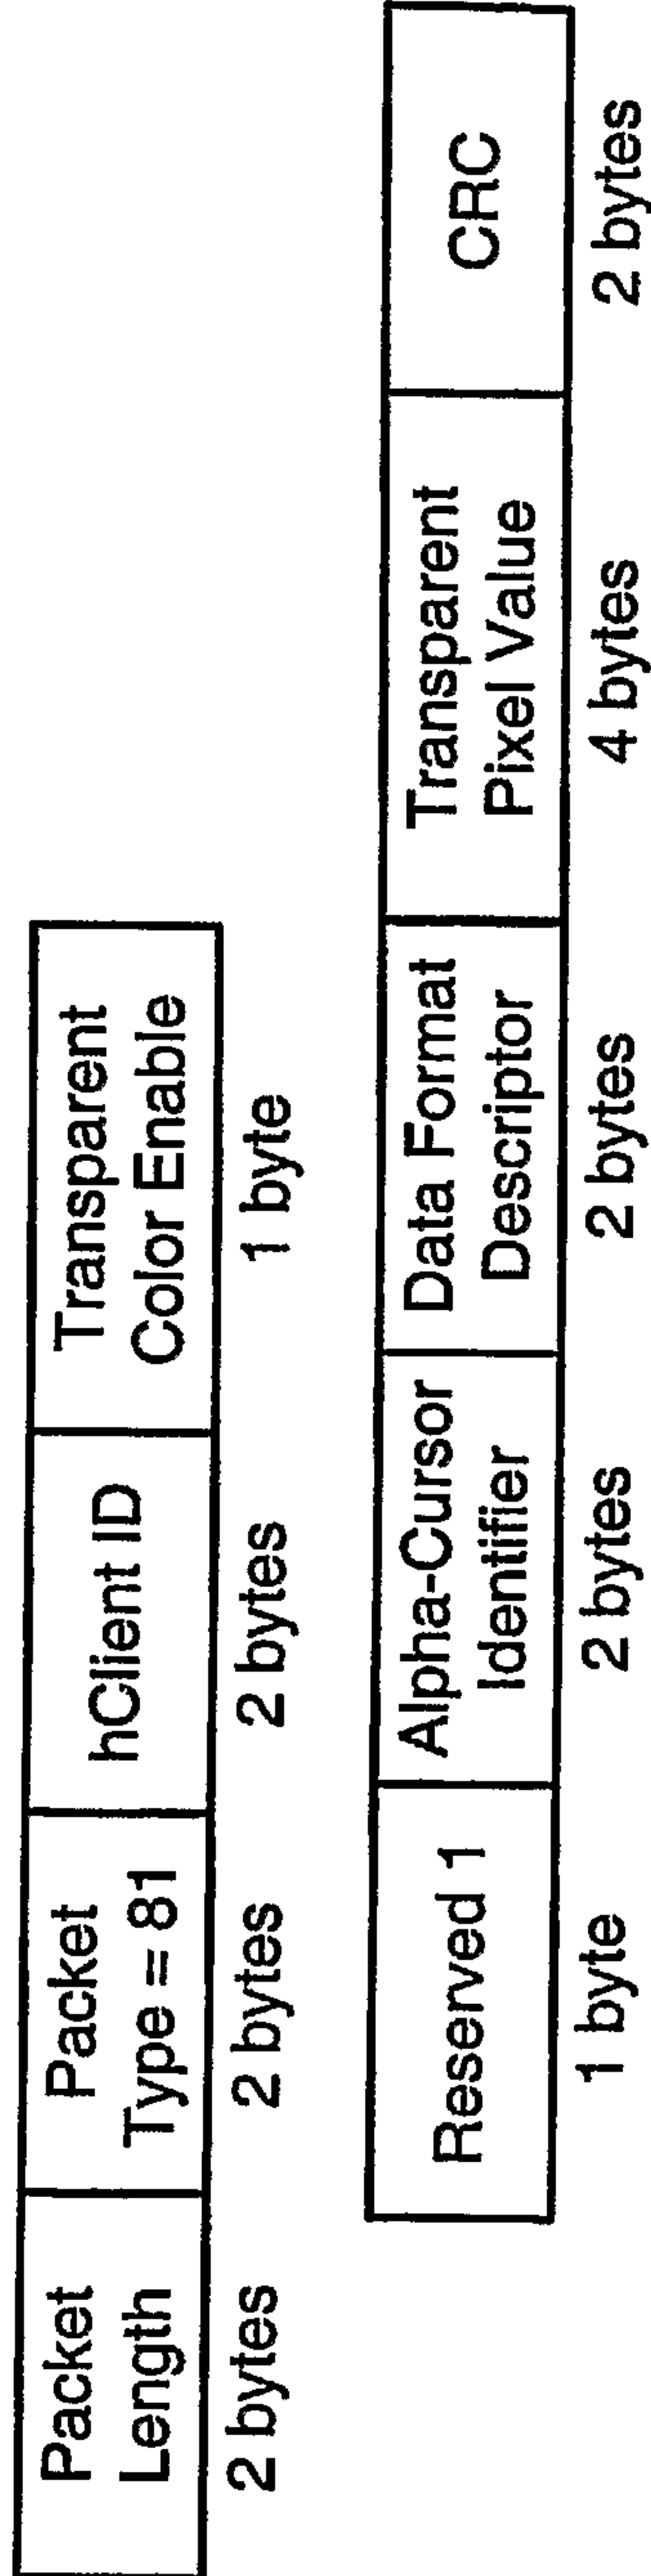 Packet
Length
2 bytes
Packet
Type = 81
2 bytes
hClient ID
2 bytes
Transparent
Color Enable
1 byte
Reserved 1
1 byte
Alpha-Cursor
Identifier
2 bytes
Data Format
Descriptor
2 bytes
Transparent
Pixel Value
4 bytes
CRC
2 bytes